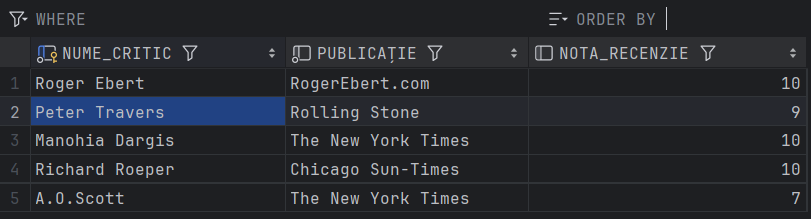 WHERE ORDER BY
NUME_CRITIC PUBLICAȚIE NOTA_RECENZIE
1 Roger Ebert RogerEbert.com 10
2 Peter Travers Rolling Stone 9
3 Manohia Dargis The New York Times 10
4 Richard Roeper Chicago Sun-Times 10
5 A.O.Scott The New York Times 7